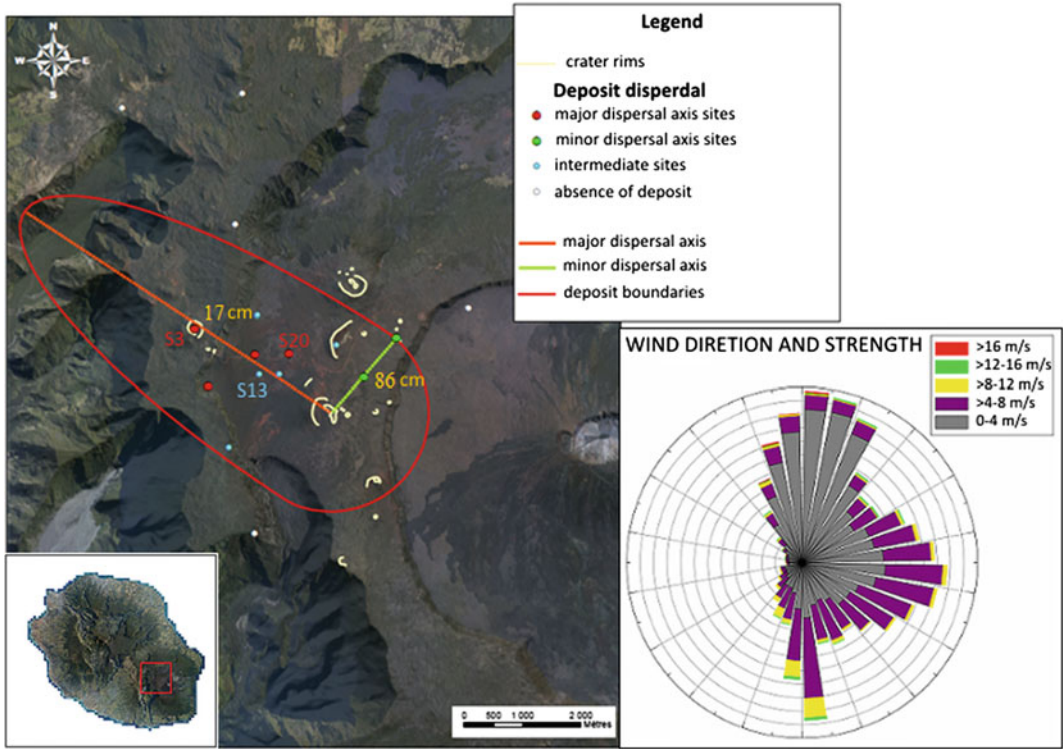 N
W
E
S
17 cm
S3
S20
S13
86 cm
0
500
1 000
2 000
Mètres
Legend
crater rims
Deposit disperdal
major dispersal axis sites
minor dispersal axis sites
intermediate sites
absence of deposit
major dispersal axis
minor dispersal axis
deposit boundaries
WIND DIRETION AND STRENGTH
>16 m/s
>12-16 m/s
>8-12 m/s
>4-8 m/s
0-4 m/s